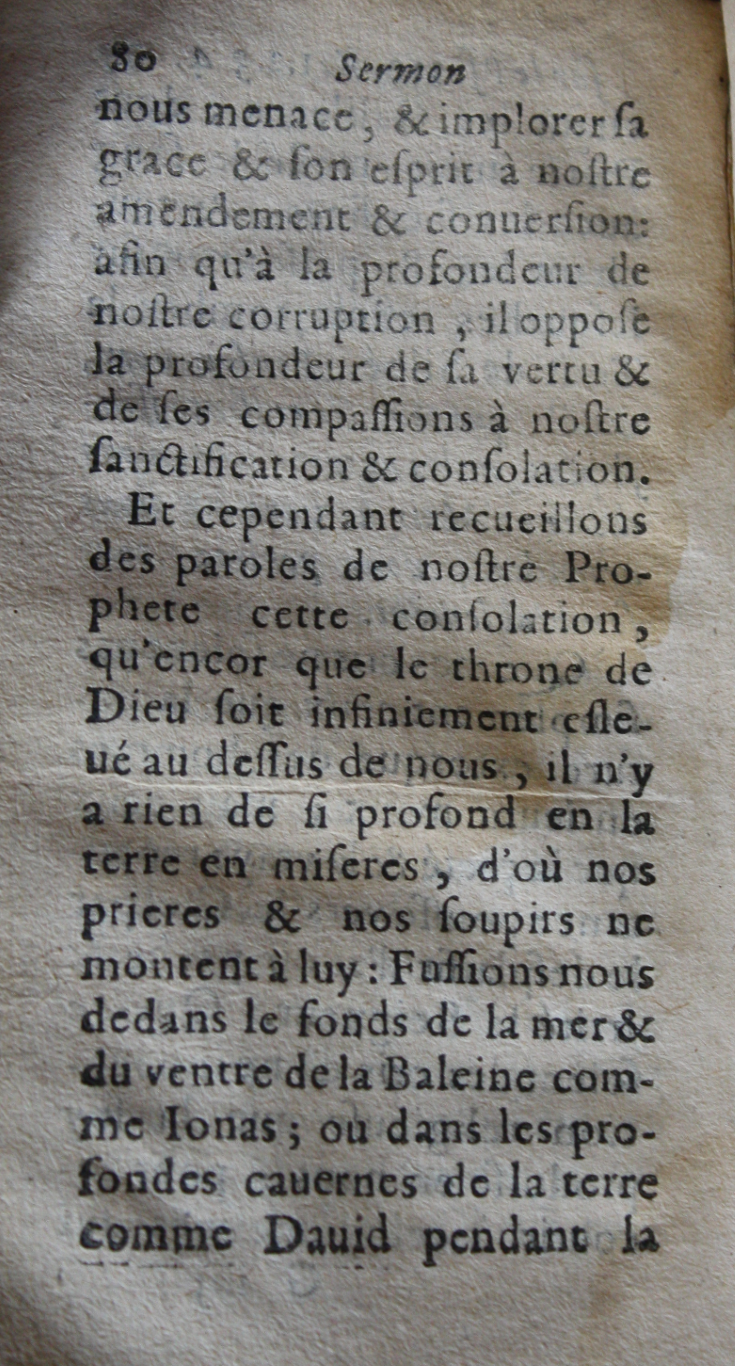 80 Sermon
nous menace, & implorer ſa
grace & ſon eſprit à noſtre
amendement & conuerſion:
afin qu'à la profondeur de
noſtre corruption, il oppoſe
la profondeur de ſa vertu &
de ſes compaſſions à noſtre
ſanctification & conſolation.
Et cependant recueillons
des paroles de noſtre Pro-
phete cette conſolation,
qu'encor que le throne de
Dieu ſoit infiniement eſle-
ué au deſſus de nous, il n'y
a rien de ſi profond en la
terre en miſeres, d'où nos
prieres & nos ſoupirs ne
montent à luy: Fuſſions nous
dedans le fonds de la mer &
du ventre de la Baleine com-
me Ionas; ou dans les pro-
fondes cauernes de la terre
comme Dauid pendant la